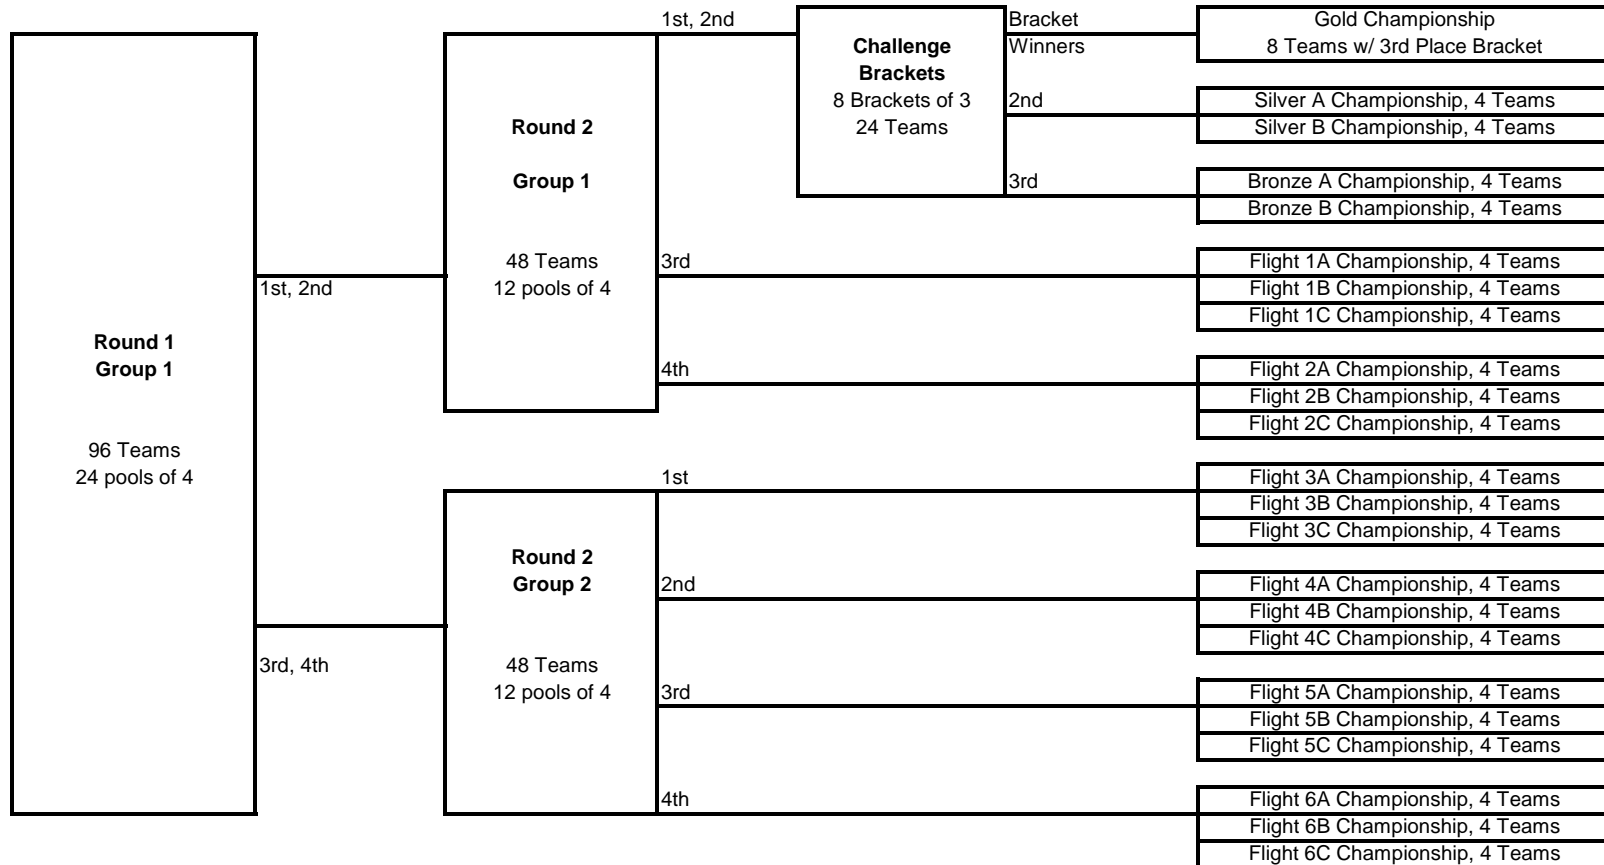 1st, 2nd
Bracket
Winners
Gold Championship
8 Teams w/ 3rd Place Bracket
Challenge
Brackets
8 Brackets of 3
24 Teams
2nd
Silver A Championship, 4 Teams
Silver B Championship, 4 Teams
3rd
Bronze A Championship, 4 Teams
Bronze B Championship, 4 Teams
Round 2
Group 1
48 Teams
12 pools of 4
3rd
Flight 1A Championship, 4 Teams
Flight 1B Championship, 4 Teams
Flight 1C Championship, 4 Teams
1st, 2nd
Round 1
Group 1
96 Teams
24 pools of 4
4th
Flight 2A Championship, 4 Teams
Flight 2B Championship, 4 Teams
Flight 2C Championship, 4 Teams
1st
Flight 3A Championship, 4 Teams
Flight 3B Championship, 4 Teams
Flight 3C Championship, 4 Teams
Round 2
Group 2
48 Teams
12 pools of 4
2nd
Flight 4A Championship, 4 Teams
Flight 4B Championship, 4 Teams
Flight 4C Championship, 4 Teams
3rd, 4th
3rd
Flight 5A Championship, 4 Teams
Flight 5B Championship, 4 Teams
Flight 5C Championship, 4 Teams
4th
Flight 6A Championship, 4 Teams
Flight 6B Championship, 4 Teams
Flight 6C Championship, 4 Teams